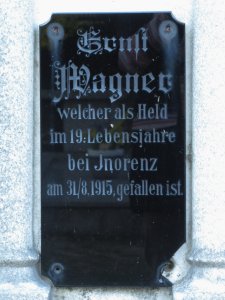 Ernst
Wagner
welcher als Held
im 19. Lebensjahre
bei Jnorenz
am 31/8.1915, gefallen ist.